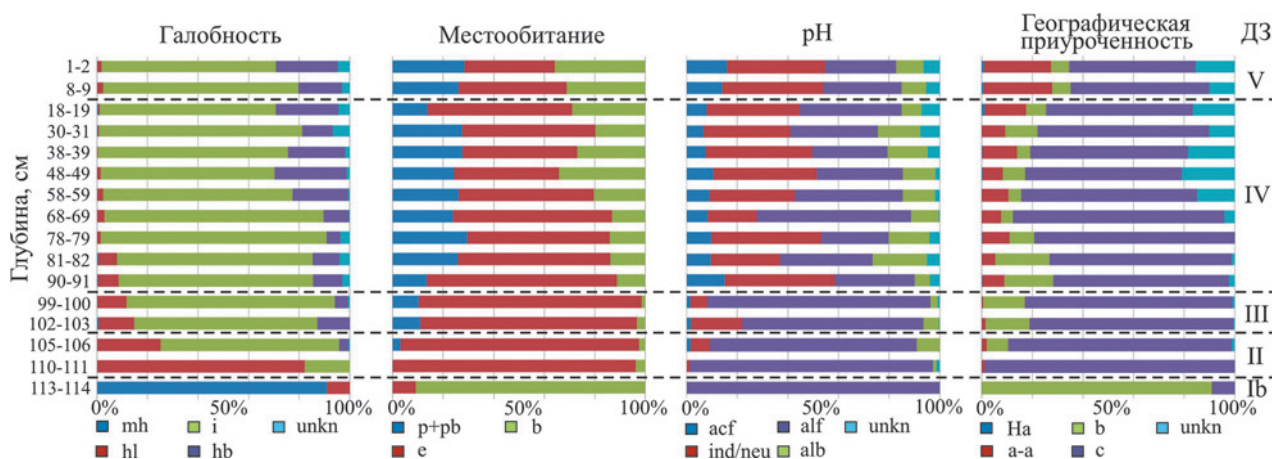 Галобность Местообитание pH Географическая приуроченность ДЗ
Глубина, см
1-2
8-9
V
18-19
30-31
38-39
48-49
58-59
68-69
78-79
81-82
90-91
IV
99-100
102-103
III
105-106
110-111
II
113-114
Ib
0% 50% 100% 0% 50% 100% 0% 50% 100% 0% 50% 100%
mh i unkn p+pb b acf alf unkn Ha b unkn
hl hb e ind/neu alb a-a c